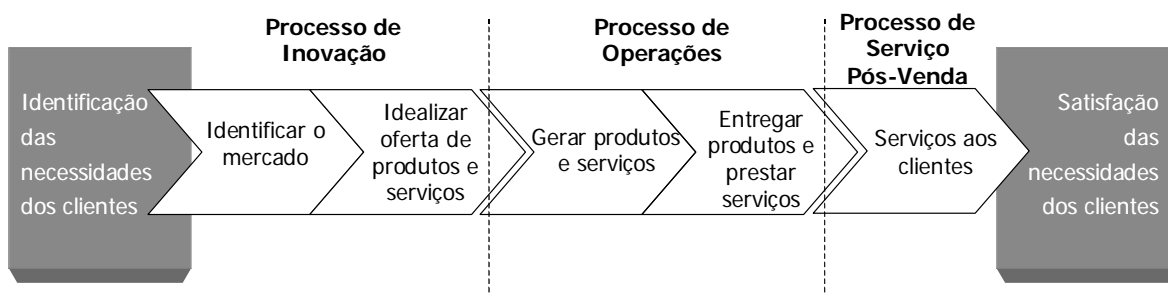 Processo de
Inovação
Processo de
Operações
Processo de
Serviço
Pós-Venda
Identificação
das
necessidades
dos clientes
Identificar o
mercado
Idealizar
oferta de
produtos e
serviços
Gerar produtos
e serviços
Entregar
produtos e
prestar
serviços
Serviços aos
clientes
Satisfação
das
necessidades
dos clientes